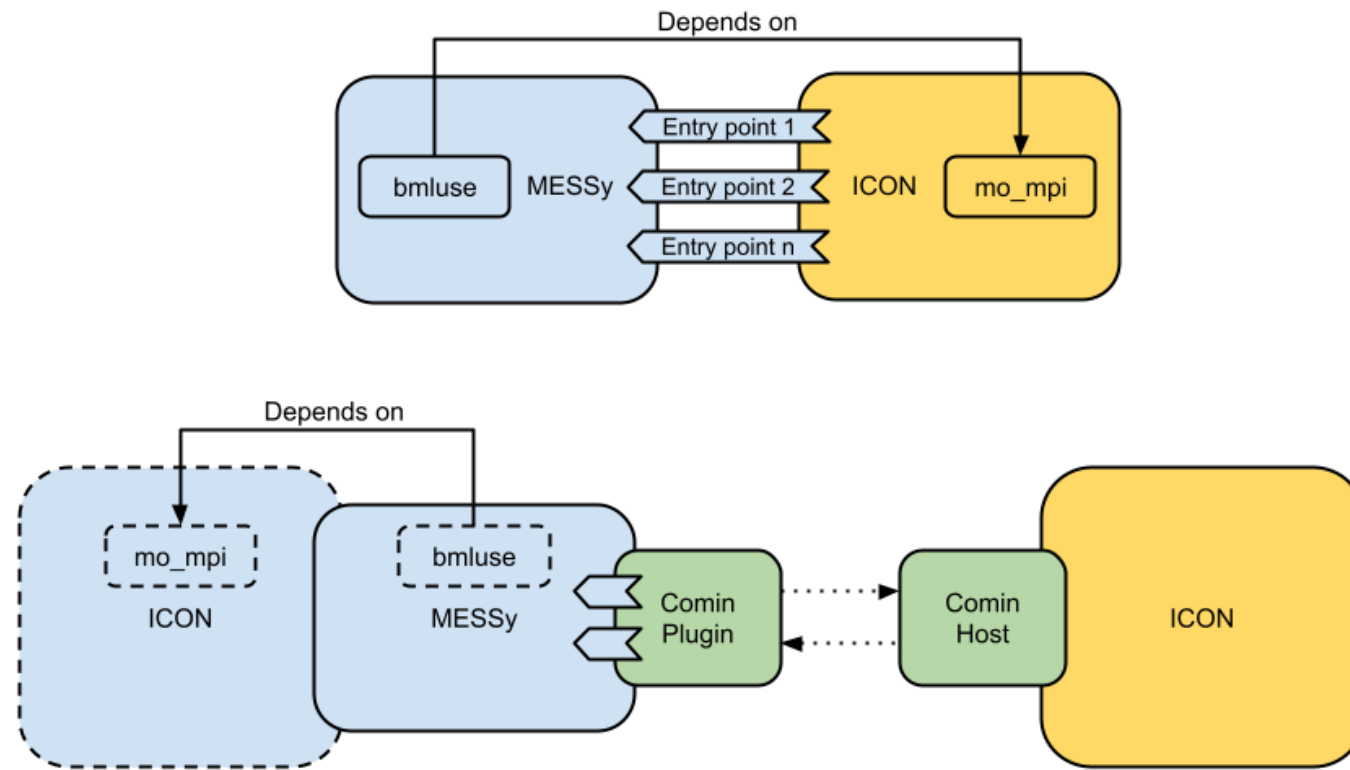 Depends on
Entry point 1
bmluse
MESSy
Entry point 2
ICON
mo_mpi
Entry point n
Depends on
mo_mpi
ICON
bmluse
MESSy
Comin
Plugin
Comin
Host
ICON